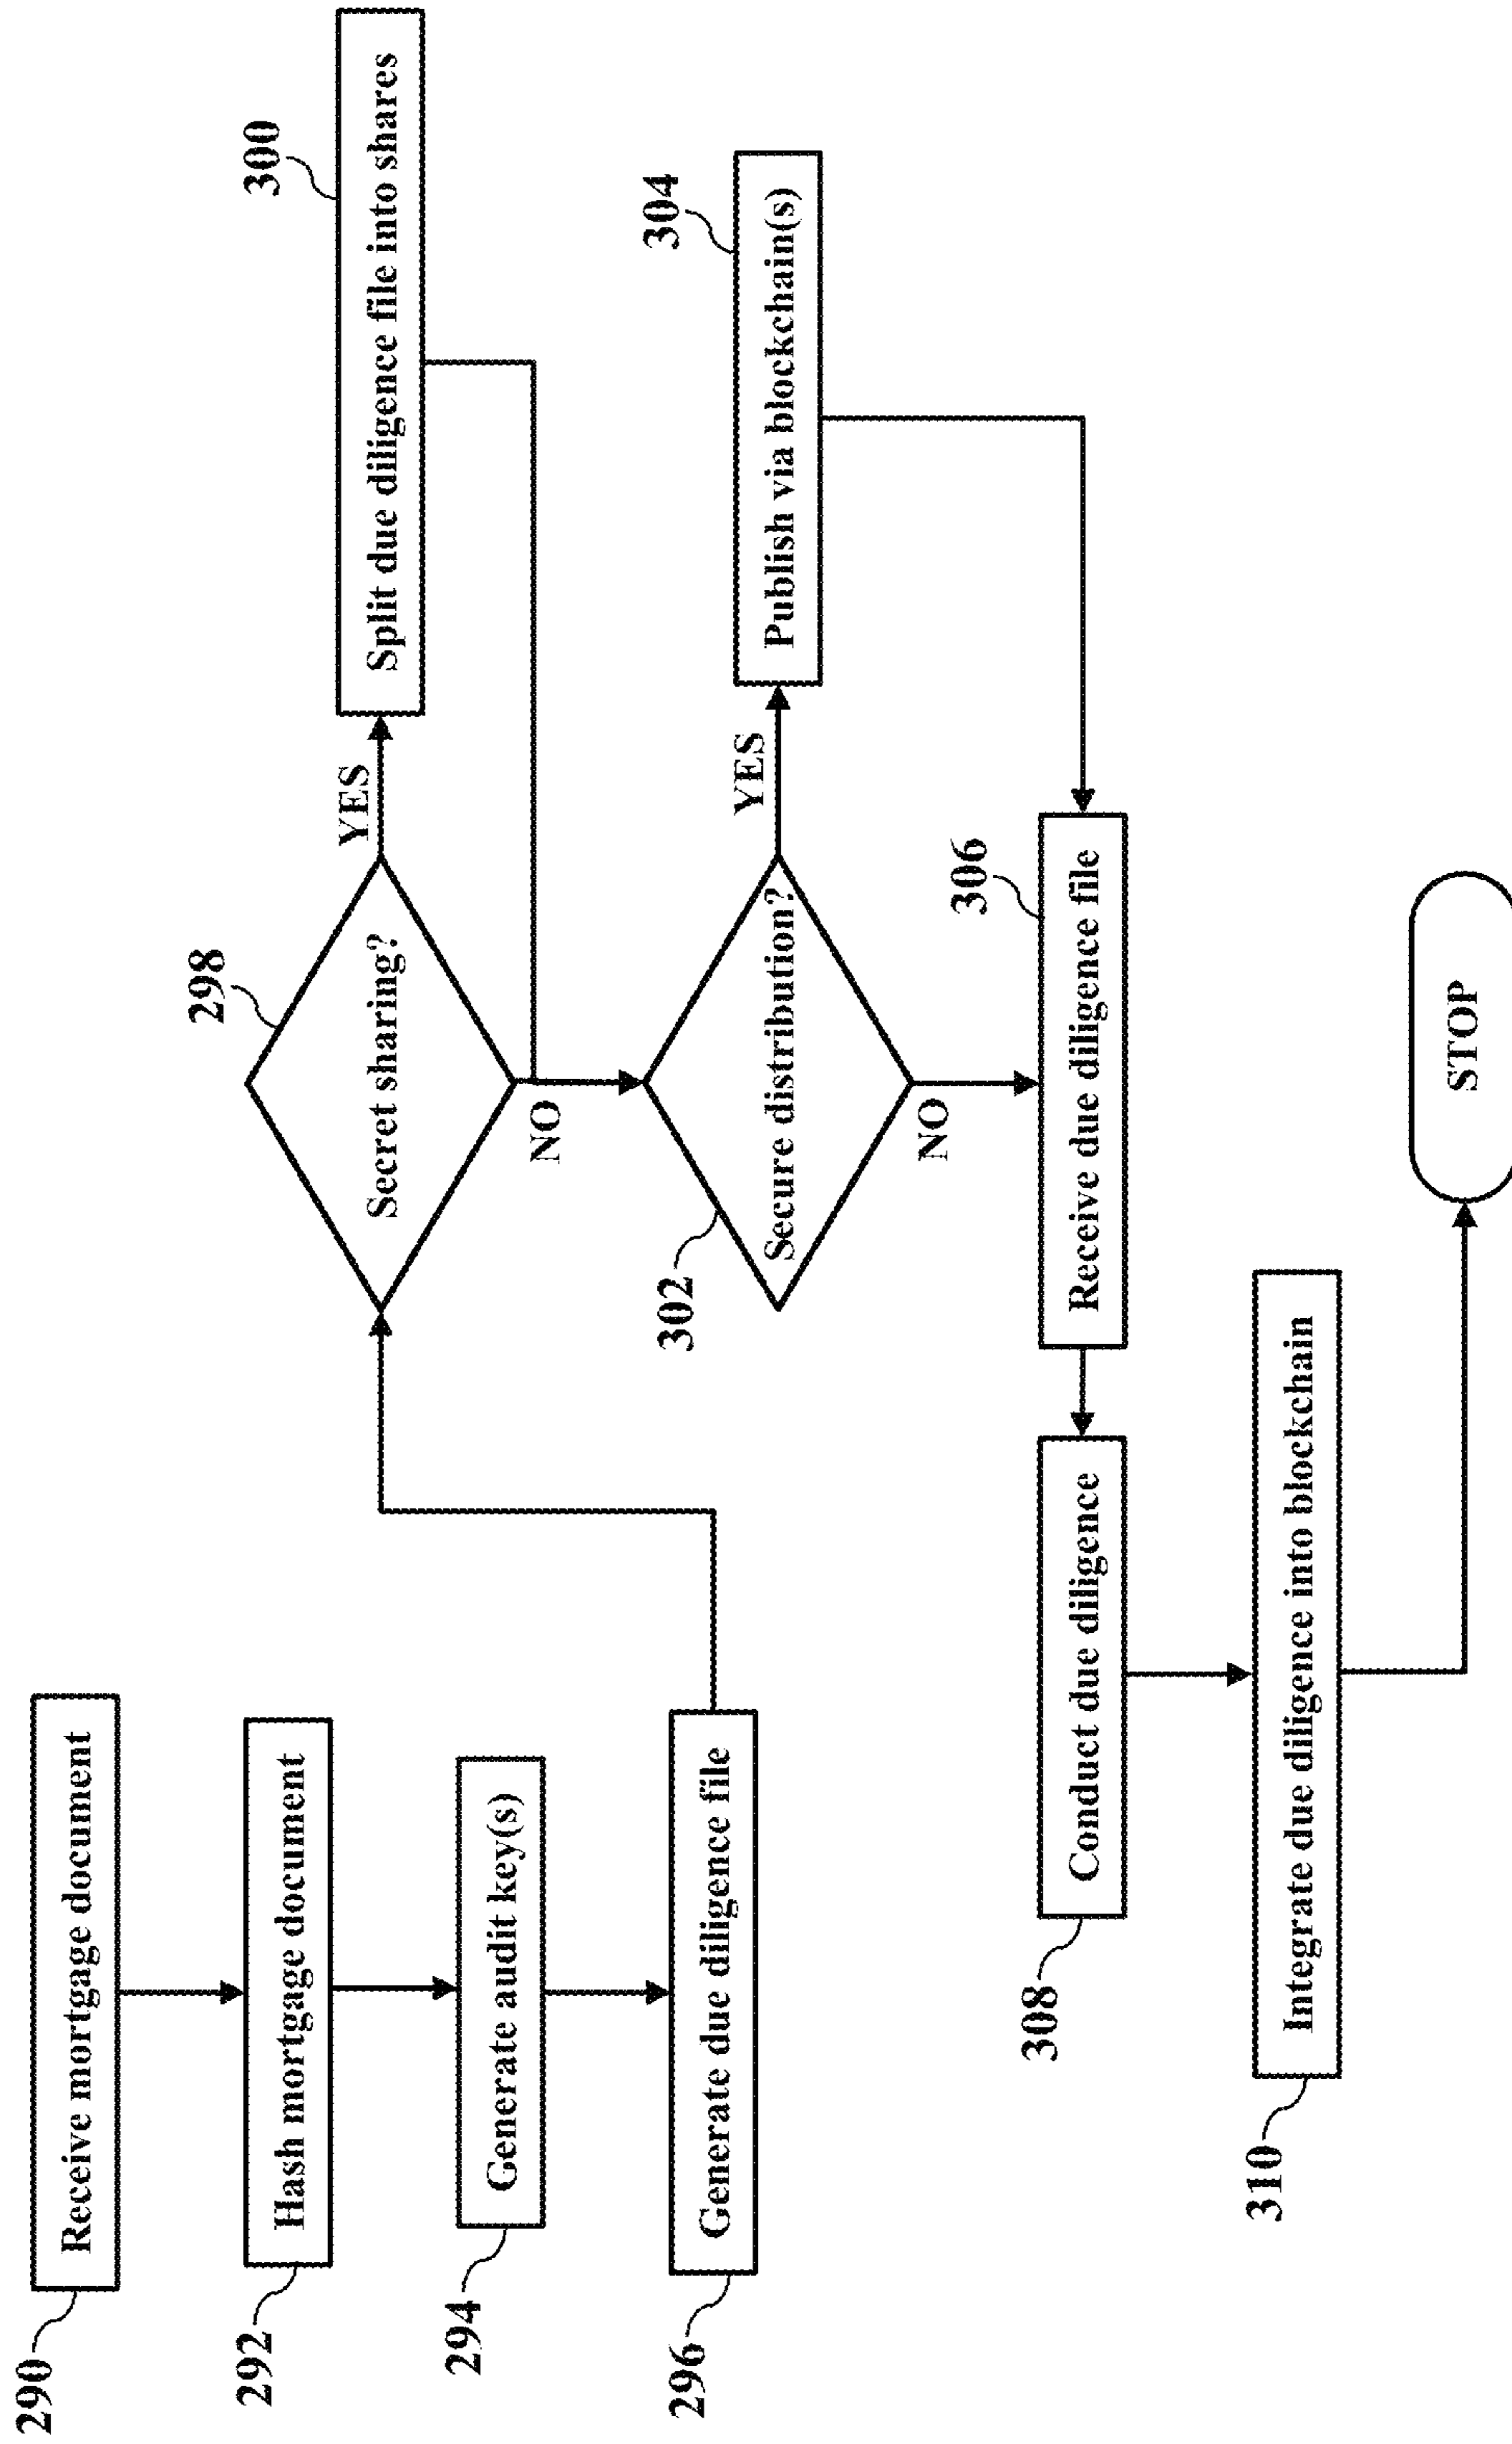 290
Receive mortgage document
292
Hash mortgage document
294
Generate audit key(s)
296
Generate due diligence file
298
Secret sharing?
YES
300
Split due diligence file into shares
NO
302
Secure distribution?
YES
304
Publish via blockchain(s)
NO
306
Receive due diligence file
308
Conduct due diligence
310
Integrate due diligence into blockchain
STOP